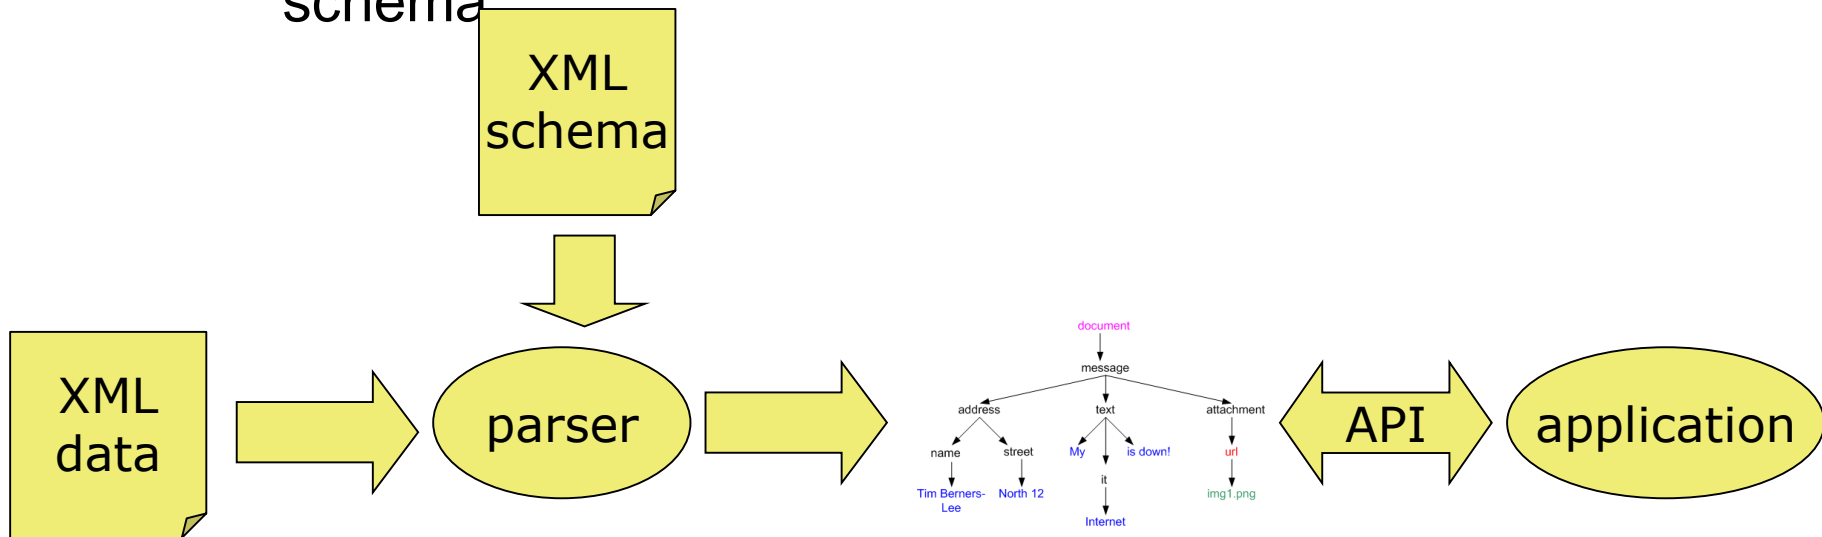 schema
XML
schema
XML
data
parser
document
message
address
text
attachment
name
street
My
is down!
url
it
Tim Berners-
Lee
North 12
img1.png
Internet
API
application